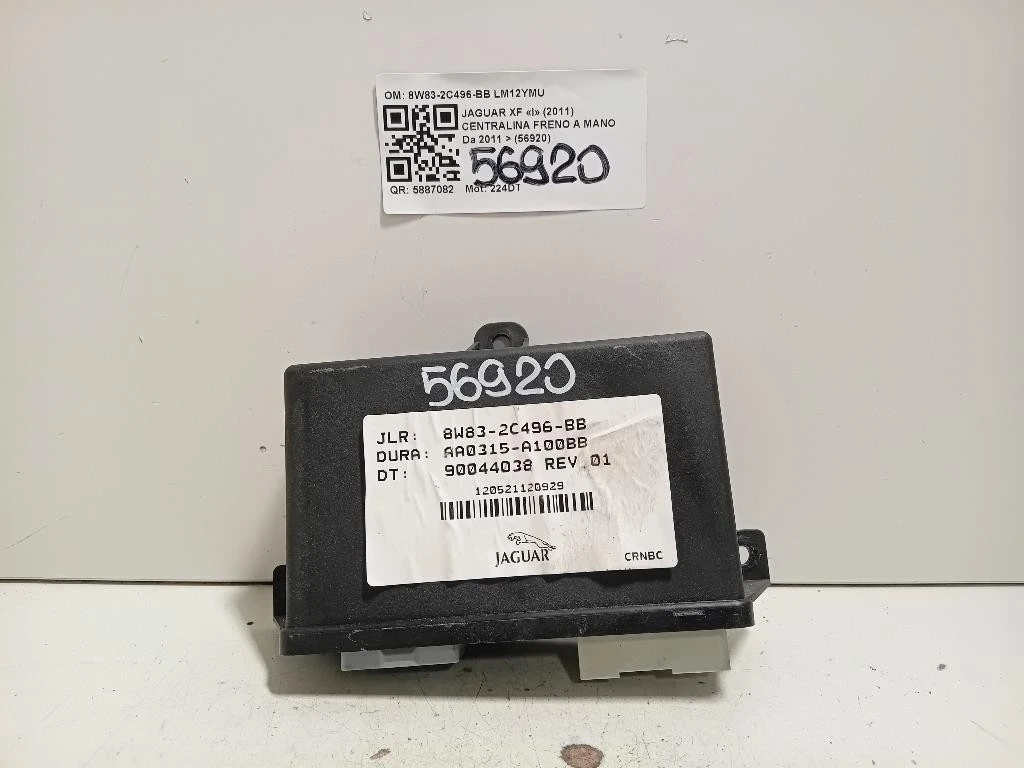 OM: 8W83-2C496-BB LM12YMU
JAGUAR XF «I» (2011)
CENTRALINA FRENO A MANO
Da 2011 > (56920)
56920
QR: 5887082 Mot: 224DT
56920
JLR: 8W83-2C496-BB
DURA: AA0315-A100BB
DT: 90044038 REV.01
120521120929
JAGUAR
CRNBC